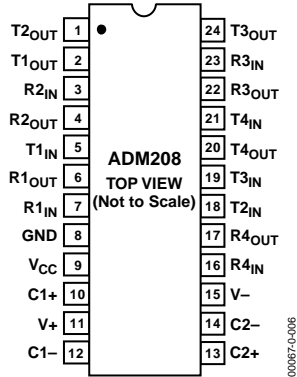 T2OUT 1 24 T3OUT
T1OUT 2 23 R3IN
R2IN 3 22 R3OUT
R2OUT 4 21 T4IN
T1IN 5 20 T4OUT
R1OUT 6 19 T3IN
R1IN 7 18 T2IN
GND 8 17 R4OUT
VCC 9 16 R4IN
C1+ 10 15 V–
V+ 11 14 C2–
C1– 12 13 C2+
ADM208
TOP VIEW
(Not to Scale)
00067-0-006